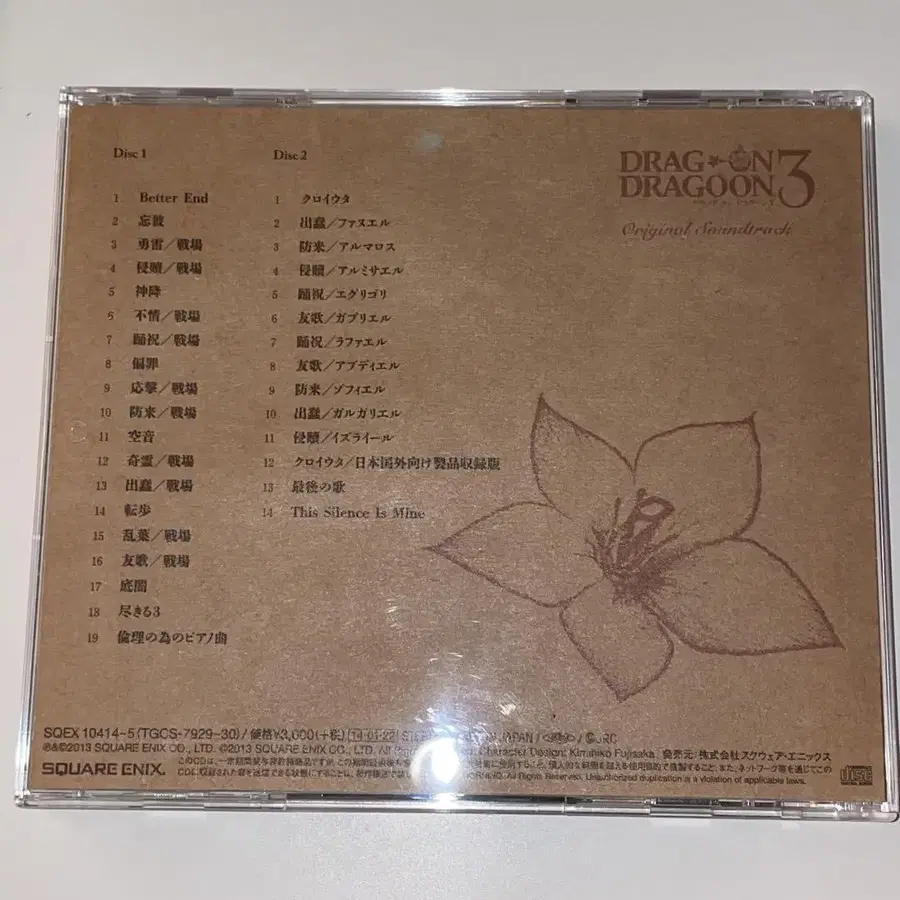 Disc 1
1 Better End
2 忘彼
3 勇雷／戦場
4 侵贖／戦場
5 神降
6 不情／戦場
7 踊祝／戦場
8 偏罪
9 応撃／戦場
10 防来／戦場
11 空音
12 奇霊／戦場
13 出蠢／戦場
14 転歩
15 乱葉／戦場
16 友歌／戦場
17 底闇
18 尽きる3
19 倫理の為のピアノ曲
Disc 2
1 クロイウタ
2 出蠢／ファヌエル
3 防来／アルマロス
4 侵贖／アルミサエル
5 踊祝／エグリゴリ
6 友歌／ガブリエル
7 踊祝／ラファエル
8 友歌／アブディエル
9 防来／ゾフィエル
10 出蠢／ガルガリエル
11 侵贖／イズライール
12 クロイウタ／日本国外向け製品収録版
13 最後の歌
14 This Silence Is Mine
DRAG-ON
DRAGOON 3
Original Soundtrack
SQEX 10414~5 (TGCS-7929~30)/価格¥3,000(+税) 14・01・22
℗&©2013 SQUARE ENIX CO., LTD. ©2013 SQUARE ENIX CO., LTD. All Character Design: Kimihiko Fujisaka 発売元:株式会社スクウェア・エニックス
SQUARE ENIX.
All Rights Reserved. Unauthorized duplication is a violation of applicable laws.
disc